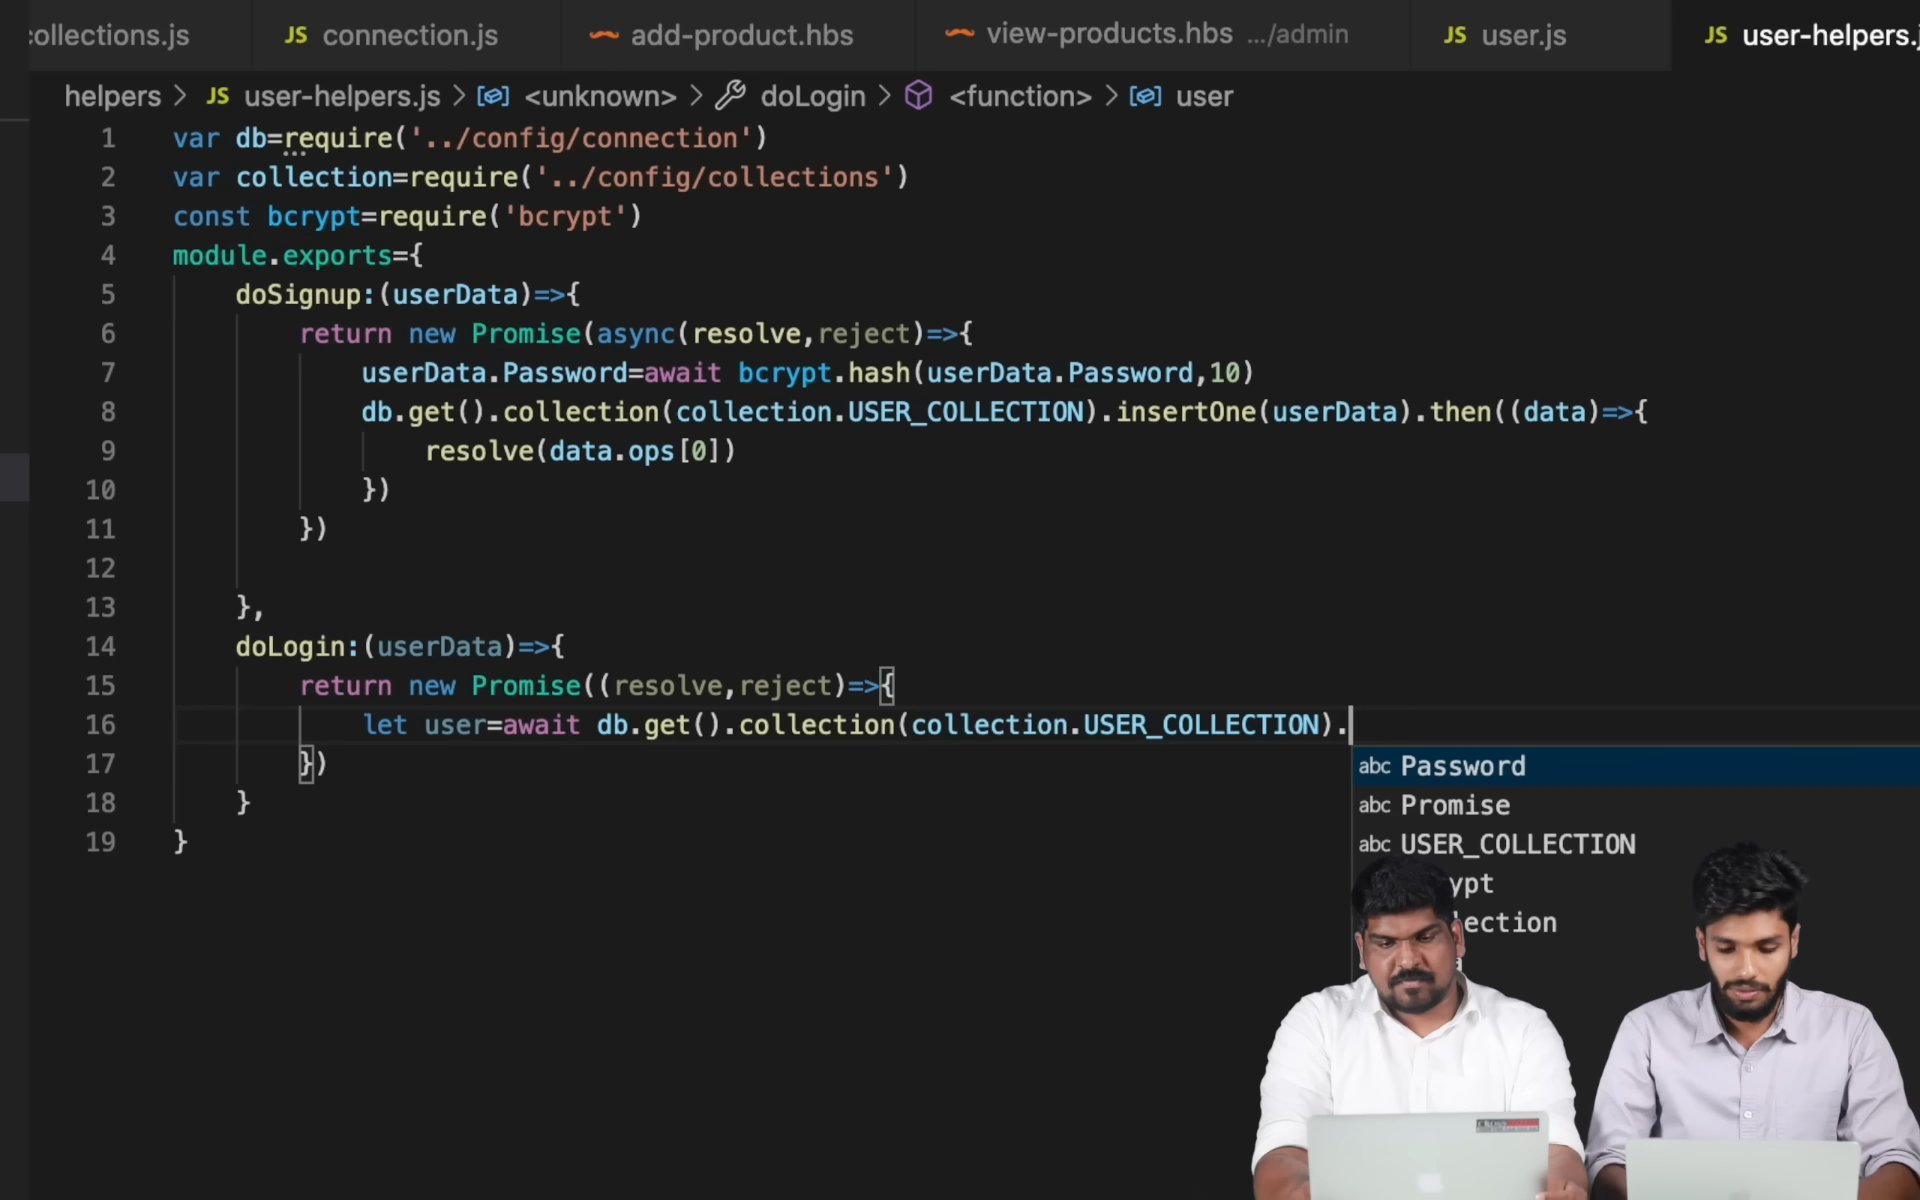 collections.js JS connection.js add-product.hbs view-products.hbs .../admin JS user.js JS user-helpers.j
helpers > JS user-helpers.js > <unknown> > doLogin > <function> > user
1 var db=require('../config/connection')
2 var collection=require('../config/collections')
3 const bcrypt=require('bcrypt')
4 module.exports={
5 doSignup:(userData)=>{
6 return new Promise(async(resolve,reject)=>{
7 userData.Password=await bcrypt.hash(userData.Password,10)
8 db.get().collection(collection.USER_COLLECTION).insertOne(userData).then((data)=>{
9 resolve(data.ops[0])
10 })
11 })
12
13 },
14 doLogin:(userData)=>{
15 return new Promise((resolve,reject)=>{
16 let user=await db.get().collection(collection.USER_COLLECTION).
17 })
18 }
19 }
abc Password
abc Promise
abc USER_COLLECTION
ypt
lection